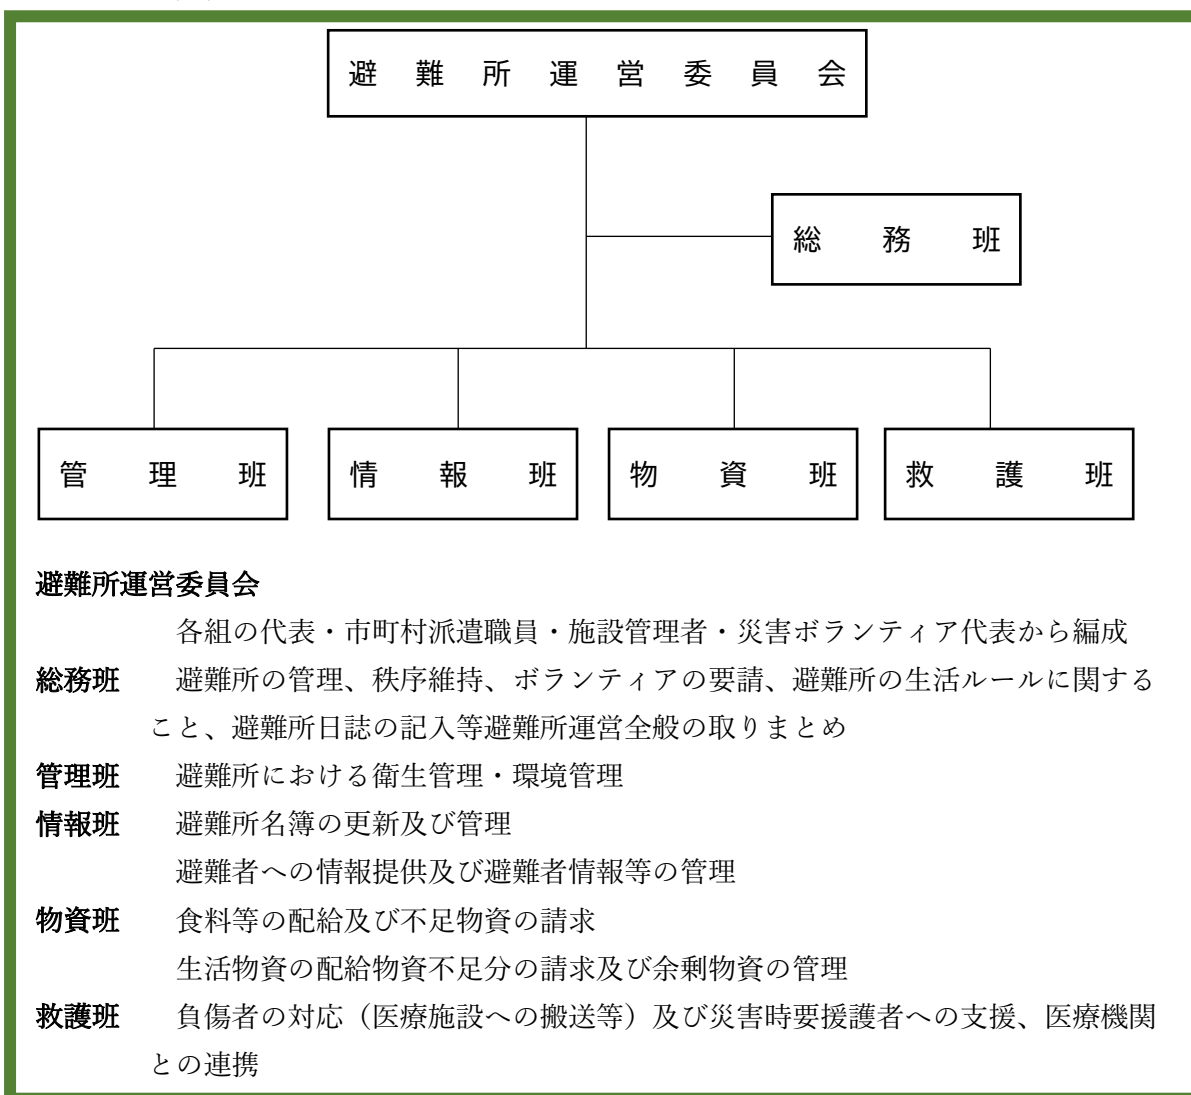 避難所運営委員会
総務班
管理班 情報班 物資班 救護班
避難所運営委員会
各組の代表・市町村派遣職員・施設管理者・災害ボランティア代表から編成
総務班 避難所の管理、秩序維持、ボランティアの要請、避難所の生活ルールに関する
こと、避難所日誌の記入等避難所運営全般の取りまとめ
管理班 避難所における衛生管理・環境管理
情報班 避難所名簿の更新及び管理
避難者への情報提供及び避難者情報等の管理
物資班 食料等の配給及び不足物資の請求
生活物資の配給物資不足分の請求及び余剰物資の管理
救護班 負傷者の対応（医療施設への搬送等）及び災害時要援護者への支援、医療機関
との連携